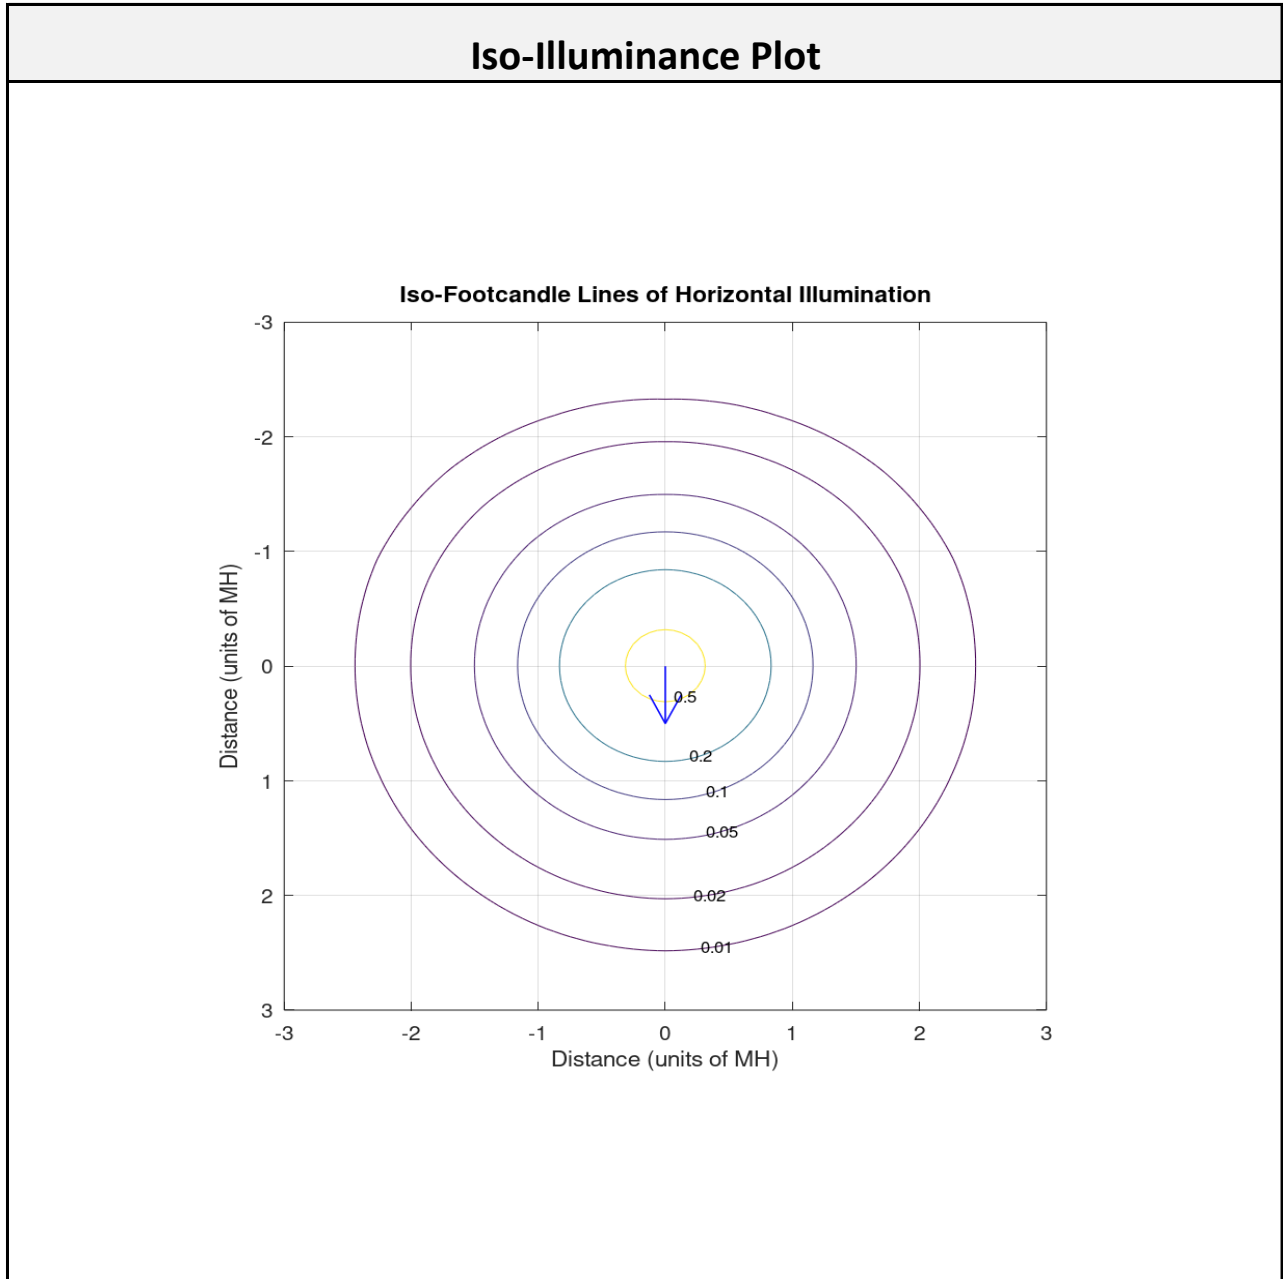 Iso-Illuminance Plot
Iso-Footcandle Lines of Horizontal Illumination
-3
-2
-1
0
1
2
3
Distance (units of MH)
0.5
0.2
0.1
0.05
0.02
0.01
-3 -2 -1 0 1 2 3
Distance (units of MH)